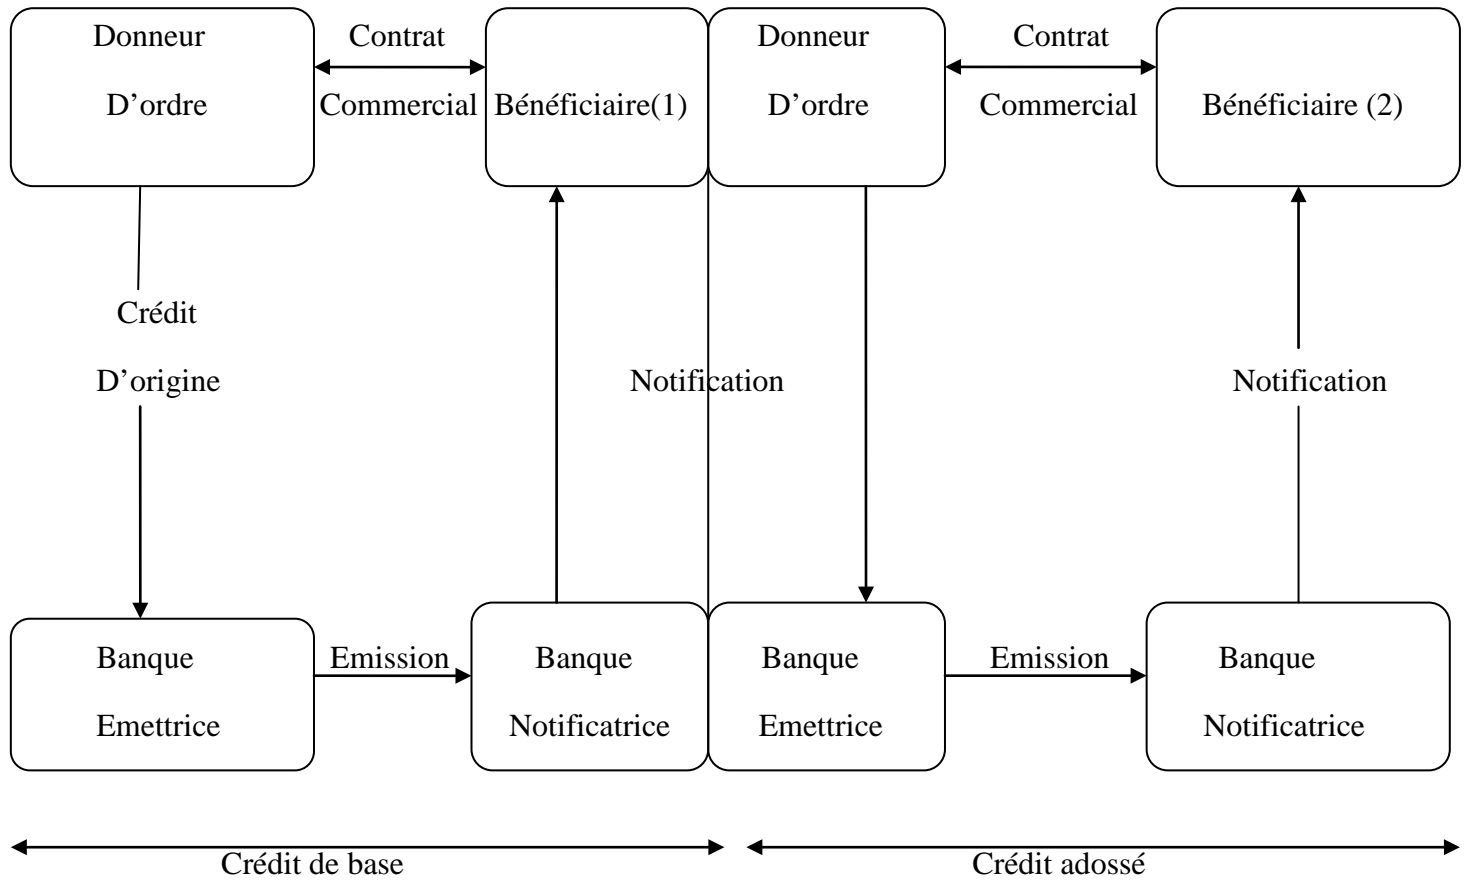 Donneur
D’ordre
Contrat
Commercial
Bénéficiaire(1)
Donneur
D’ordre
Contrat
Commercial
Bénéficiaire (2)
Crédit
D’origine
Notification
Notification
Banque
Emettrice
Emission
Banque
Notificatrice
Banque
Emettrice
Emission
Banque
Notificatrice
Crédit de base
Crédit adossé